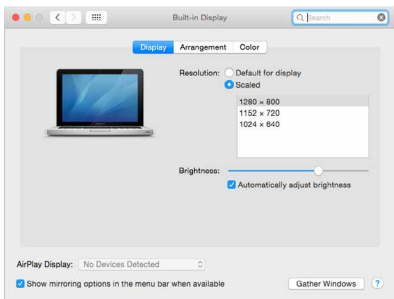 Built-in Display
Search
Display Arrangement Color
Resolution: Default for display
Scaled
1280 × 800
1152 × 720
1024 × 640
Brightness:
Automatically adjust brightness
AirPlay Display: No Devices Detected
Show mirroring options in the menu bar when available
Gather Windows ?